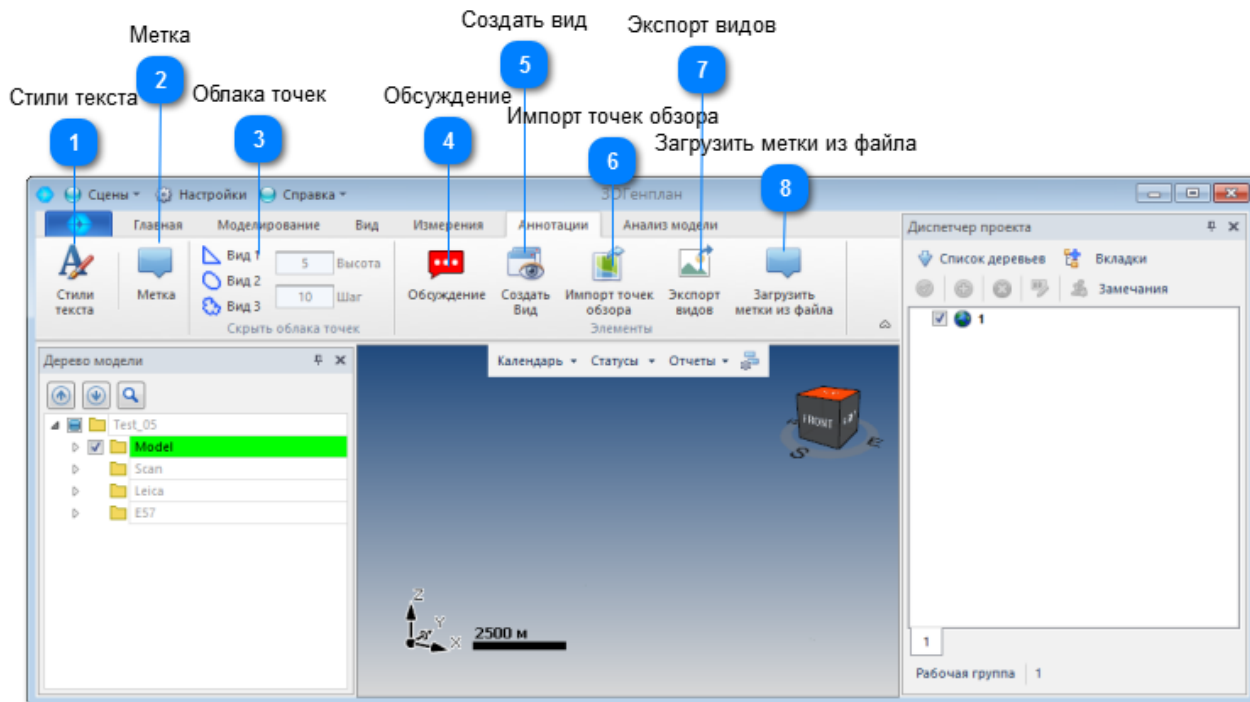 Создать вид
Экспорт видов
Метка
5
7
2
Стили текста
Облака точек
Обсуждение
Импорт точек обзора
1
3
4
6
Загрузить метки из файла
8
Сцены
Настройки
Справка
3DГенплан
Главная
Моделирование
Вид
Измерения
Аннотации
Анализ модели
Диспетчер проекта
Стили
текста
Метка
Вид 1
5
Высота
Вид 2
Вид 3
10
Шаг
Скрыть облака точек
Обсуждение
Создать
Вид
Импорт точек
обзора
Экспорт
видов
Загрузить
метки из файла
Элементы
Список деревьев
Вкладки
Замечания
1
Дерево модели
Календарь
Статусы
Отчеты
Test_05
Model
Scan
Leica
E57
FRONT
S
E
Z
Y
X
2500 м
1
Рабочая группа
1